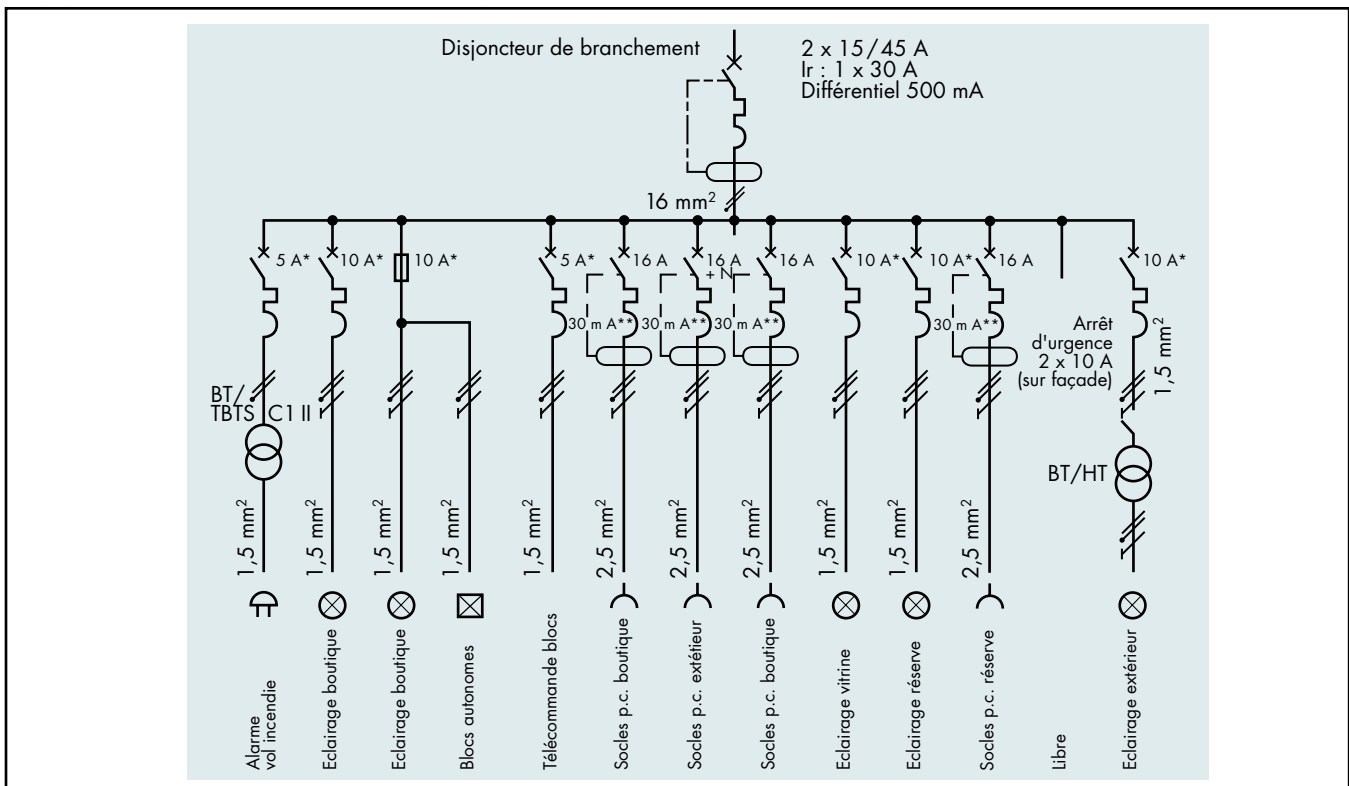 Disjoncteur de branchement
2 x 15/45 A
Ir : 1 x 30 A
Différentiel 500 mA
16 mm²
5 A*
10 A*
10 A*
5 A*
16 A
16 A
+ N
16 A
10 A*
10 A*
16 A
10 A*
30 m A**
30 m A**
30 m A**
30 m A**
Arrêt
d'urgence
2 x 10 A
(sur façade)
1,5 mm²
BT/
TBTS C1 II
BT/HT
1,5 mm²
1,5 mm²
1,5 mm²
1,5 mm²
1,5 mm²
2,5 mm²
2,5 mm²
2,5 mm²
1,5 mm²
1,5 mm²
2,5 mm²
Alarme
vol incendie
Eclairage boutique
Eclairage boutique
Blocs autonomes
Télécommande blocs
Socles p.c. boutique
Socles p.c. extétieur
Socles p.c. boutique
Eclairage vitrine
Eclairage réserve
Socles p.c. réserve
Libre
Eclairage extérieur